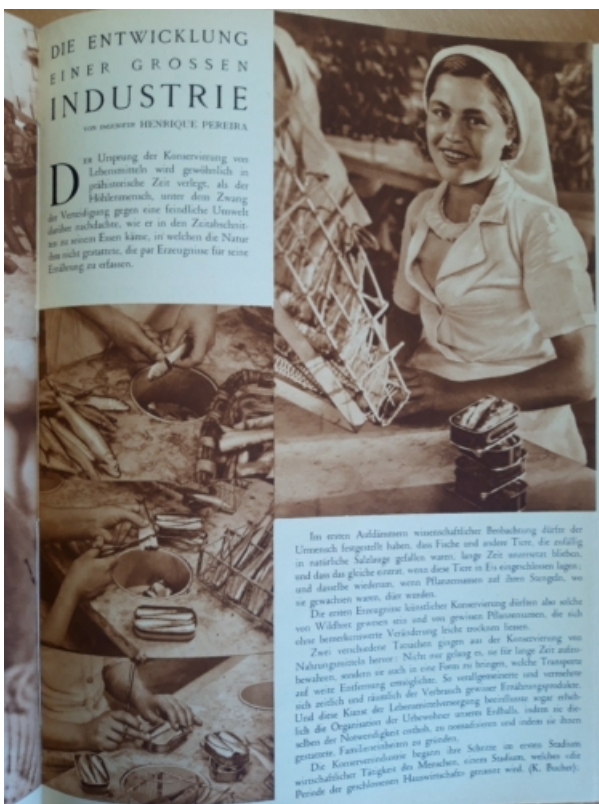 DIE ENTWICKLUNG
EINER GROSSEN
INDUSTRIE
VON INGENIEUR HENRIQUE PEREIRA
DER Ursprung der Konservierung von
Lebensmitteln wird gewöhnlich in
prähistorische Zeit verlegt, als der
Höhlenmensch, unter dem Zwang
der Verteidigung gegen eine feindliche Umwelt
darüber nachdachte, wie er in den Zeitabschnit-
ten zu seinem Essen käme, in welchen die Natur
ihm nicht gestattete, die paar Erzeugnisse für seine
Ernährung zu erfassen.
Im ersten Aufdämmern wissenschaftlicher Beobachtung dürfte der
Urmensch festgestellt haben, dass Fische und andere Tiere, die zufällig
in natürliche Salzlauge gefallen waren, lange Zeit unzersetzt blieben,
und dass das gleiche eintrat, wenn diese Tiere in Eis eingeschlossen lagen,
und dasselbe wiederum, wenn Pflanzensamen auf ihren Stengeln, wo
sie gewachsen waren, dürr wurden.
Die ersten Erzeugnisse künstlicher Konservierung dürften also solche
von Wildbret gewesen sein und von gewissen Pflanzensamen, die sich
ohne bemerkenswerte Veränderung leicht trocknen liessen.
Zwei verschiedene Tatsachen gingen aus der Konservierung von
Nahrungsmitteln hervor: Nicht nur gelang es, sie für lange Zeit aufzu-
bewahren, sondern sie auch in eine Form zu bringen, welche Transporte
auf weite Entfernung ermöglichte. So verallgemeinerte und vermehrte
sich zeitlich und räumlich der Verbrauch gewisser Ernährungsprodukte.
Und diese Kunst der Lebensmittelversorgung beeinflusste sogar erheb-
lich die Organisation der Urbewohner unseres Erdballs, indem sie die-
selben der Notwendigkeit enthob, zu nomadisieren und indem sie ihnen
gestattete, Familieneinheiten zu gründen.
Die Konservenindustrie begann ihre Schritte im ersten Stadium
wirtschaftlicher Tätigkeit des Menschen, einem Stadium, welches «die
Periode der geschlossenen Hauswirtschaft» genannt wird. (K. Bucher).